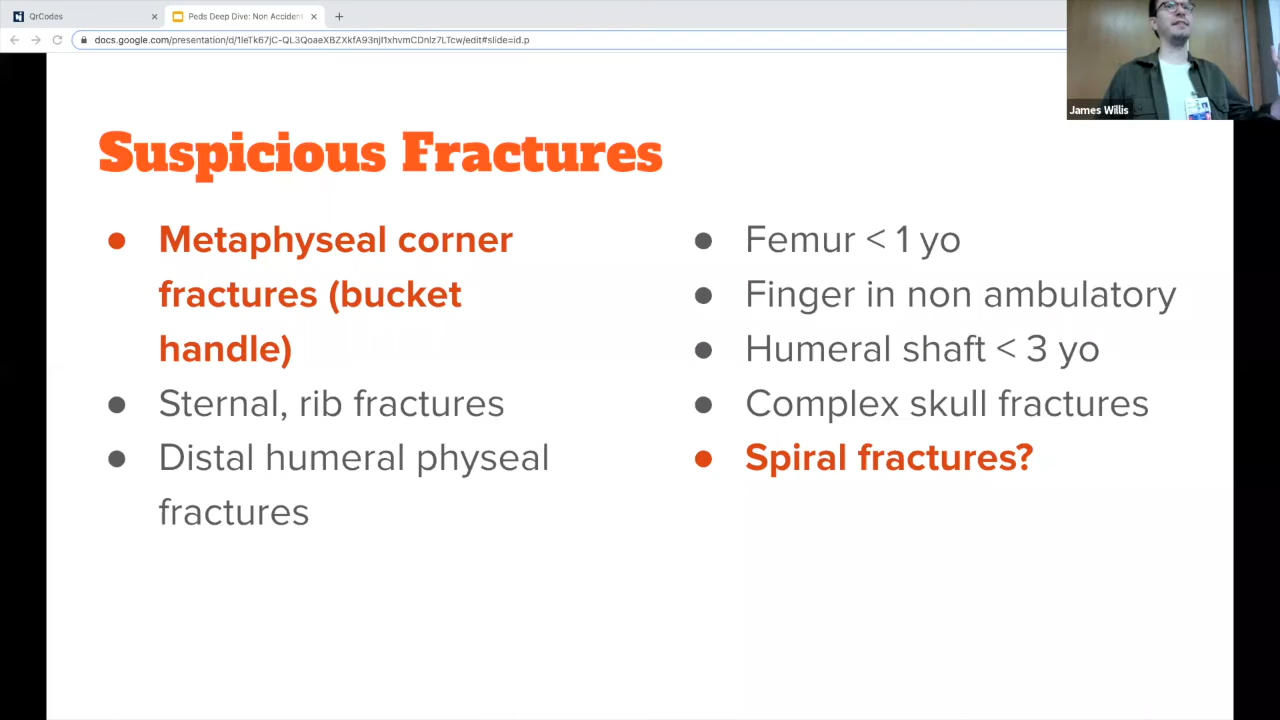 QrCodes
Peds Deep Dive: Non Accident
docs.google.com/presentation/d/1IeTk67jC-QL3QoaeXBZXkfA93njI1xhvmCDnlz7LTcw/edit#slide=id.p
James Willis
Suspicious Fractures
Metaphyseal corner
fractures (bucket
handle)
Sternal, rib fractures
Distal humeral physeal
fractures
Femur < 1 yo
Finger in non ambulatory
Humeral shaft < 3 yo
Complex skull fractures
Spiral fractures?